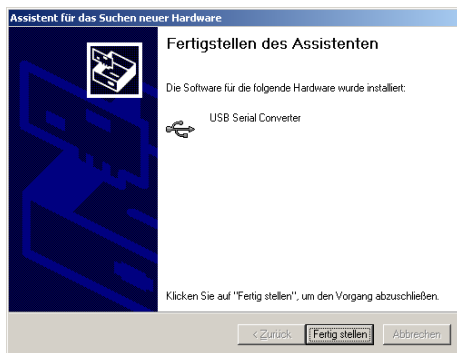 Assistent für das Suchen neuer Hardware
Fertigstellen des Assistenten
Die Software für die folgende Hardware wurde installiert:
USB Serial Converter
Klicken Sie auf "Fertig stellen", um den Vorgang abzuschließen.
< Zurück Fertig stellen Abbrechen